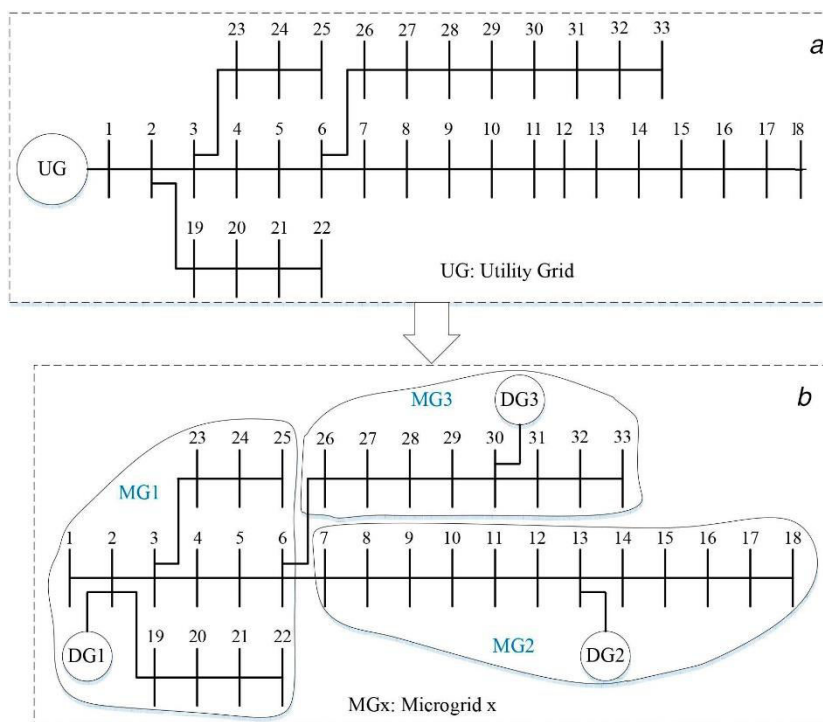 23 24 25 26 27 28 29 30 31 32 33 a
1 2 3 4 5 6 7 8 9 10 11 12 13 14 15 16 17 18
UG
19 20 21 22
UG: Utility Grid
MG3 DG3 b
23 24 25 26 27 28 29 30 31 32 33
MG1
1 2 3 4 5 6 7 8 9 10 11 12 13 14 15 16 17 18
19 20 21 22
DG1 MG2 DG2
MGx: Microgrid x